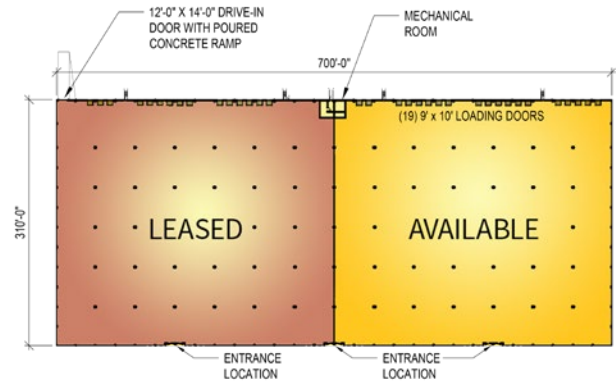 12'-0" X 14'-0" DRIVE-IN
DOOR WITH POURED
CONCRETE RAMP
MECHANICAL
ROOM
700'-0"
(19) 9' x 10' LOADING DOORS
310'-0"
LEASED
AVAILABLE
ENTRANCE
LOCATION
ENTRANCE
LOCATION